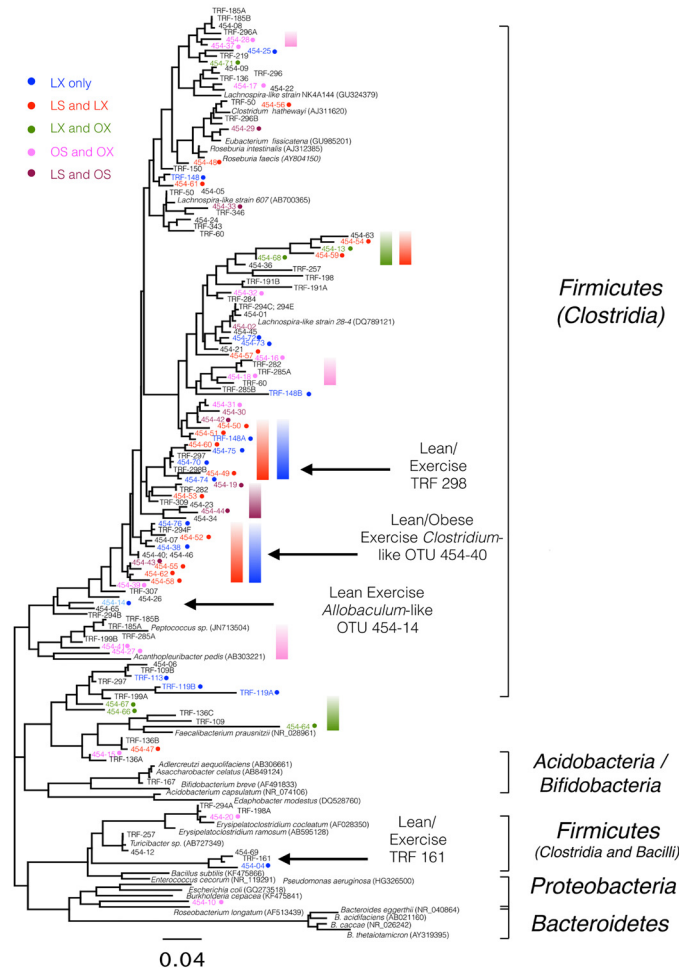 TRF-185A
TRF-185B
454-08
TRF-296A
454-28
454-37
454-25
TRF-219
454-71
454-09
TRF-296
TRF-136
454-17
454-22
Lachnospira-like strain NK4A144 (GU324379)
TRF-50
454-56
Clostridum hathewayi (AJ311620)
TRF-296B
454-29
Eubacterium fissicatena (GU985201)
Roseburia intestinalis (AJ312385)
Roseburia faecis (AY804150)
454-48
TRF-150
TRF-148
454-61
TRF-50
454-05
Lachnospira-like strain 607 (AB700365)
454-33
TRF-346
454-24
TRF-343
TRF-60
LX only
LS and LX
LX and OX
OS and OX
LS and OS
454-63
454-54
454-13
454-59
454-68
454-36
TRF-257
TRF-198
TRF-191B
TRF-191A
454-32
TRF-284
TRF-294C; 294E
454-01
Lachnospira-like strain 28-4 (DQ789121)
454-02
454-45
454-72
454-73
454-21
454-57
454-16
TRF-282
TRF-285A
454-18
TRF-60
TRF-285B
TRF-148B
454-31
454-30
454-42
454-50
454-51
TRF-148A
454-60
454-75
TRF-297
454-70
TRF-298B
454-49
454-74
454-19
TRF-282
454-53
TRF-309
454-23
454-44
454-34
454-76
TRF-294F
454-52
454-07
454-38
454-40; 454-46
454-43
454-55
454-62
454-58
454-39
TRF-307
454-26
454-14
454-65
TRF-294B
TRF-185B
TRF-185A
Peptococcus sp. (JN713504)
TRF-285A
TRF-199B
454-41
454-27
Acanthopleuribacter pedis (AB303221)
454-06
TRF-109B
TRF-113
TRF-297
TRF-119B
TRF-119A
TRF-199A
454-67
454-66
TRF-136C
TRF-109
454-64
Faecalibacterium prausnitzii (NR_028961)
TRF-136B
454-47
454-15
TRF-136A
Adlercreutzi aequolifaciens (AB306661)
Asaccharobacter celatus (AB849124)
TRF-167
Bifidobacterium breve (AF491833)
Acidobacterium capsulatum (NR_074106)
Edaphobacter modestus (DQ528760)
TRF-294A
TRF-198A
454-20
Erysipelatoclostridium cocleatum (AF028350)
Erysipelatoclostridium ramosum (AB595128)
TRF-257
Turicibacter sp. (AB727349)
454-12
454-69
TRF-161
454-04
Bacillus subtilis (KF475866)
Enterococcus cecorum (NR_119291)
Pseudomonas aeruginosa (HG326500)
Escherichia coli (GQ273518)
Burkholderia cepacea (KF475841)
454-10
Roseobacterium longatum (AF513439)
Bacteroides eggerthii (NR_040864)
B. acidifaciens (AB021160)
B. caccae (NR_026242)
B. thetaiotamicron (AY319395)
0.04
Lean/
Exercise
TRF 298
Lean/Obese
Exercise Clostridium-
like OTU 454-40
Lean Exercise
Allobaculum-like
OTU 454-14
Lean/
Exercise
TRF 161
Firmicutes
(Clostridia)
Acidobacteria /
Bifidobacteria
Firmicutes
(Clostridia and Bacilli)
Proteobacteria
Bacteroidetes